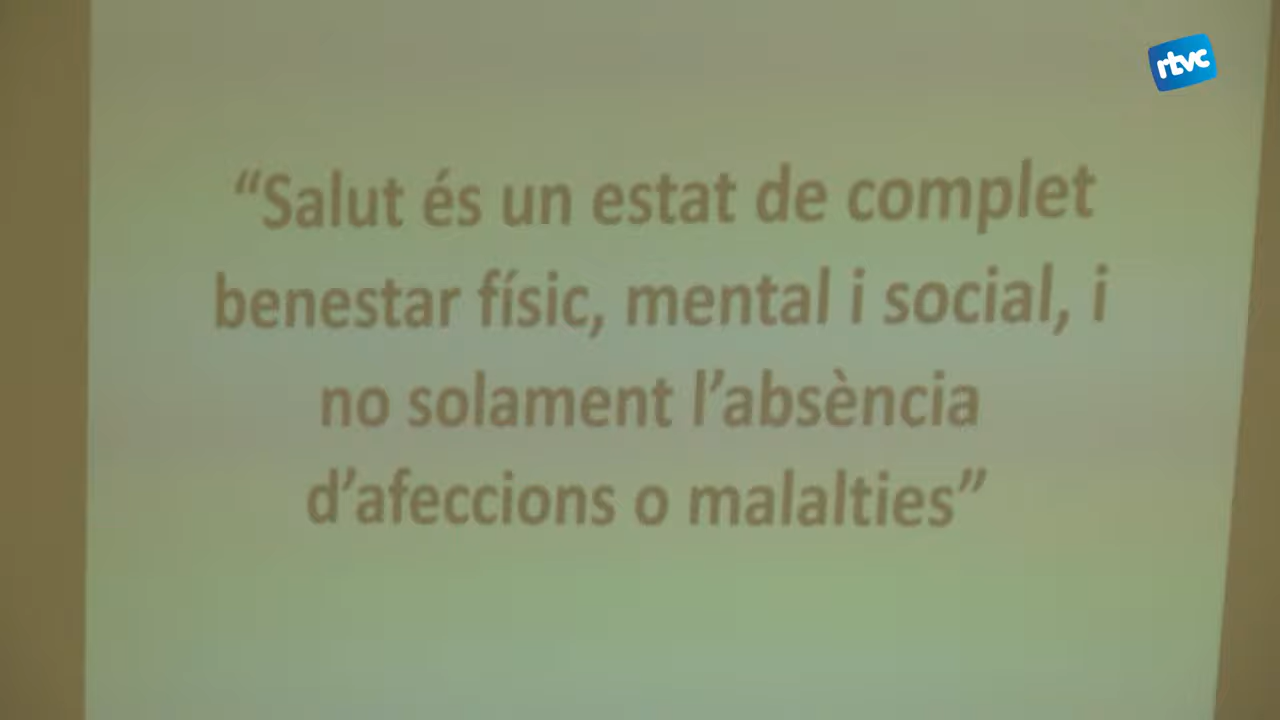 rtvc
“Salut és un estat de complet
benestar físic, mental i social, i
no solament l’absència
d’afeccions o malalties”